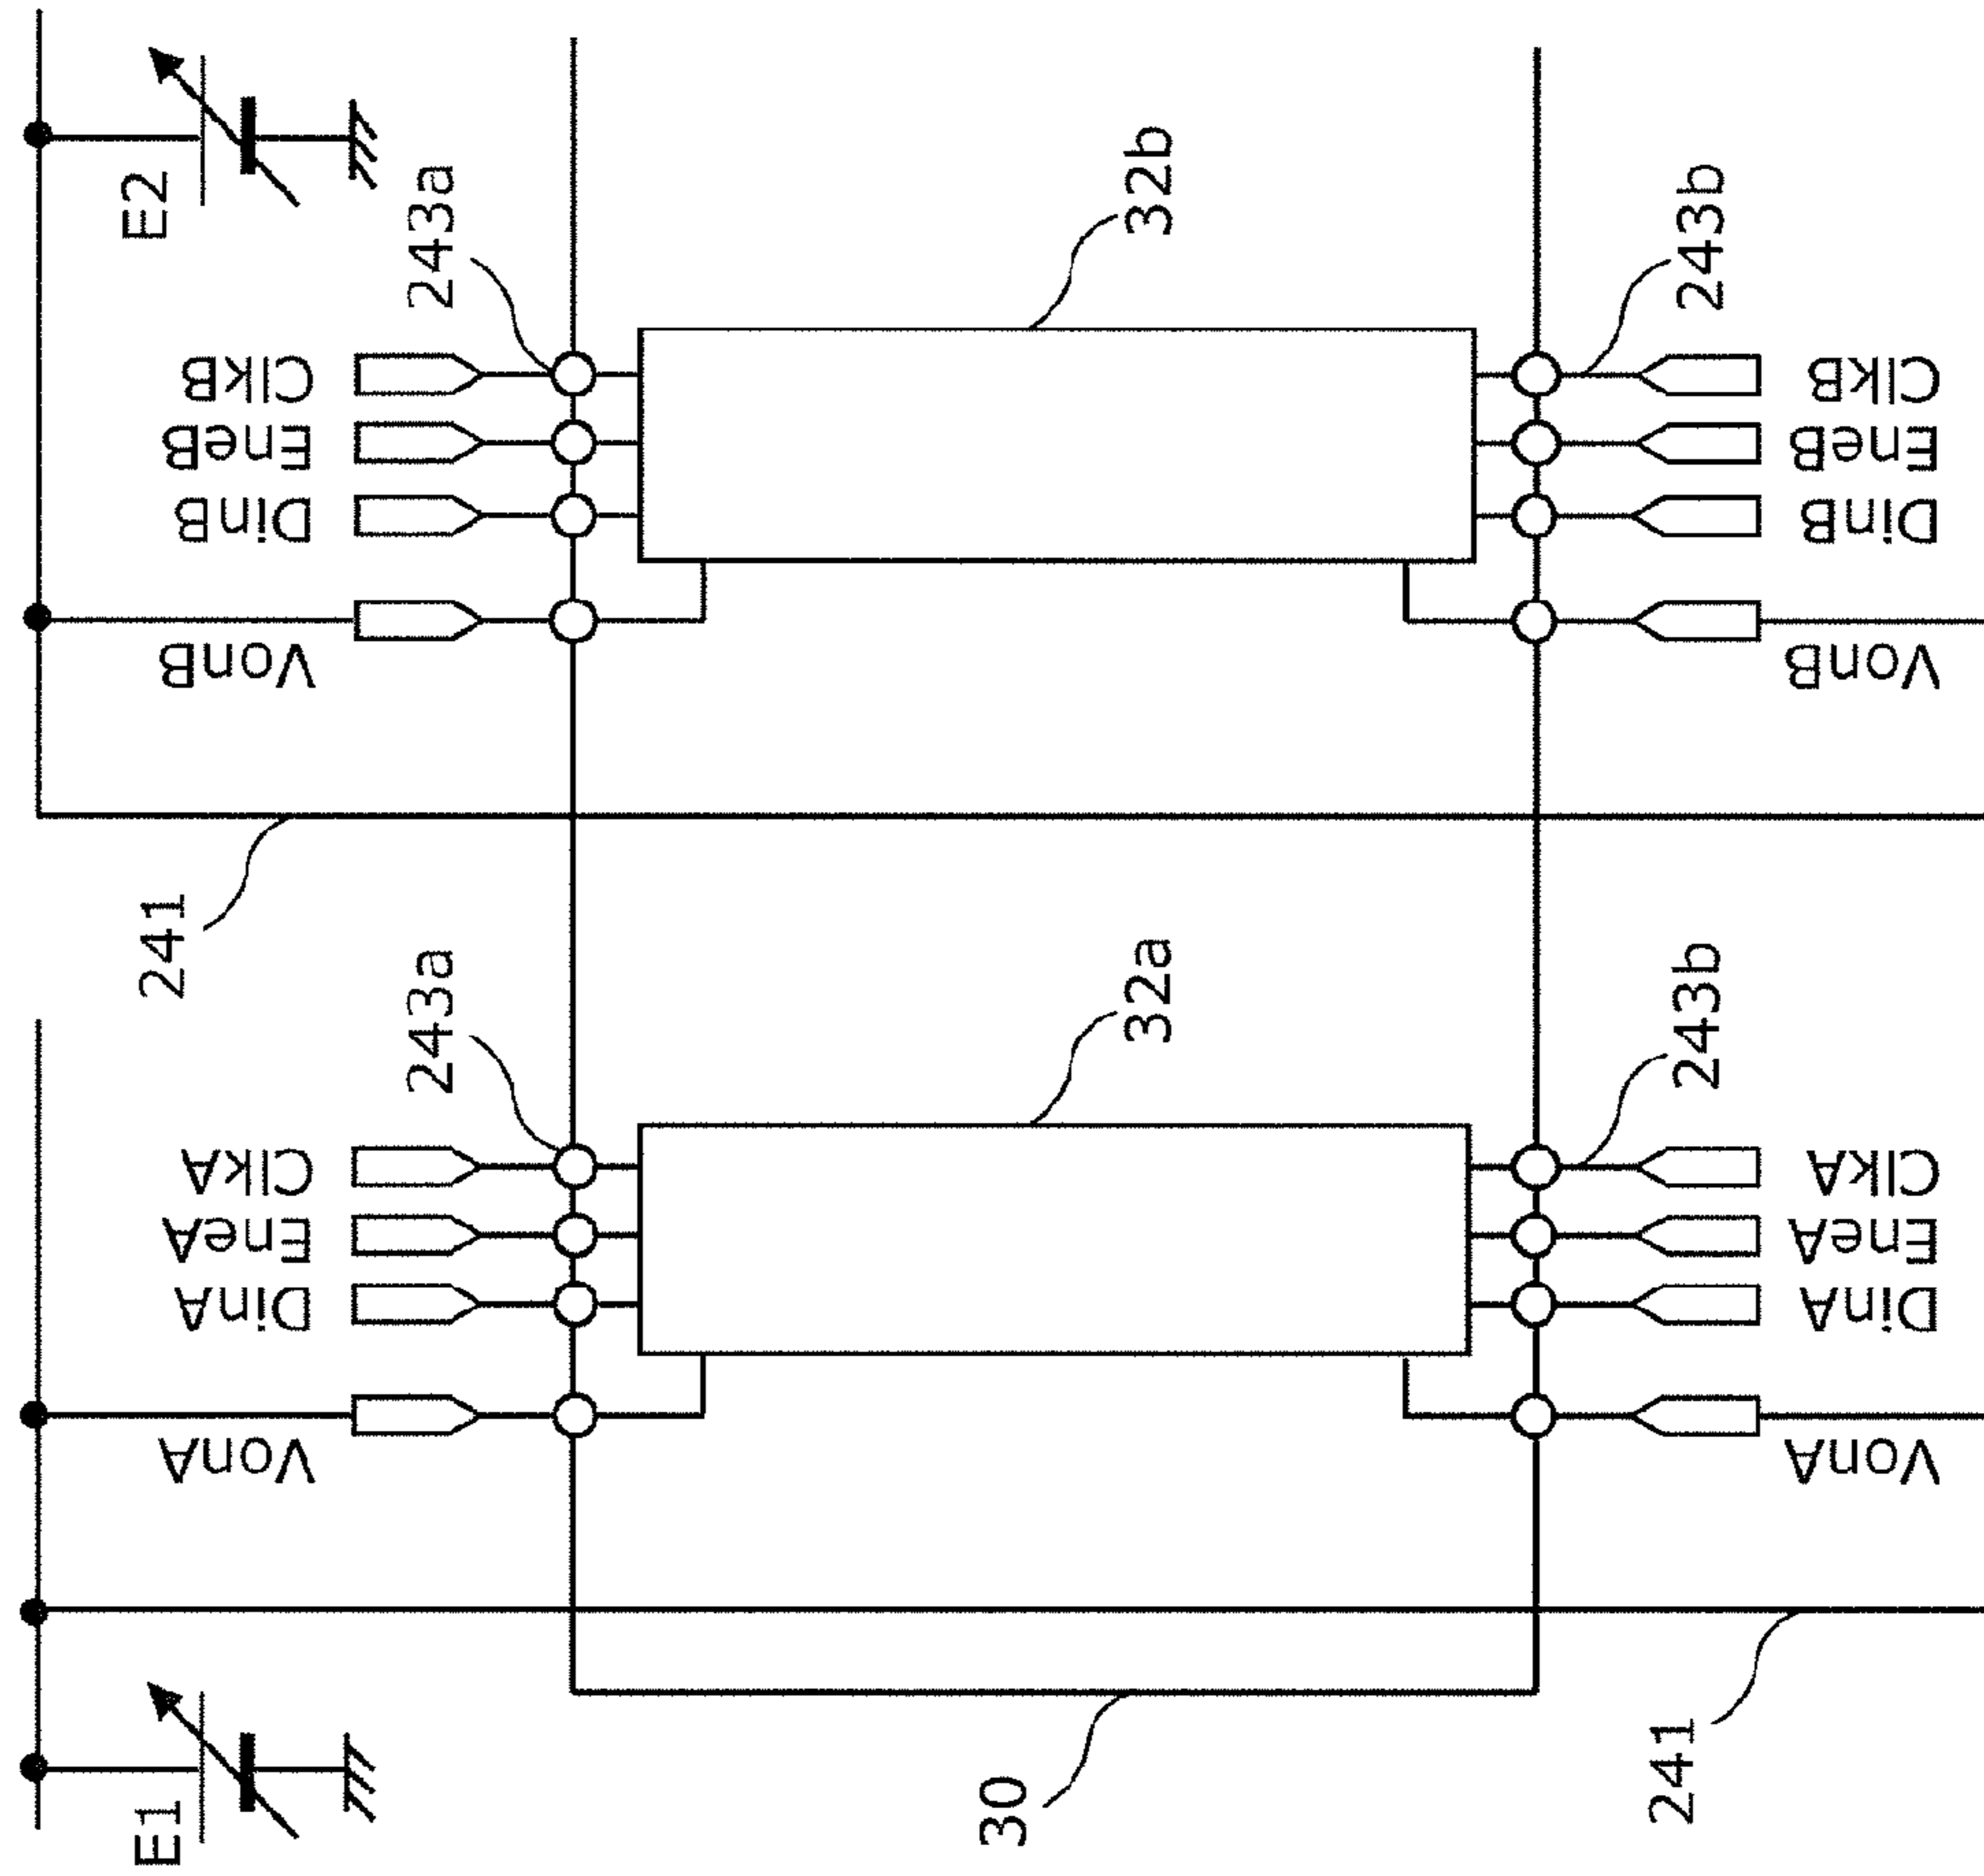 E2
243a
ClkB
EneB
DinB
VonB
32b
243b
ClkB
EneB
DinB
VonB
241
243a
ClkA
EneA
DinA
VonA
32a
243b
ClkA
EneA
DinA
VonA
E1
30
241